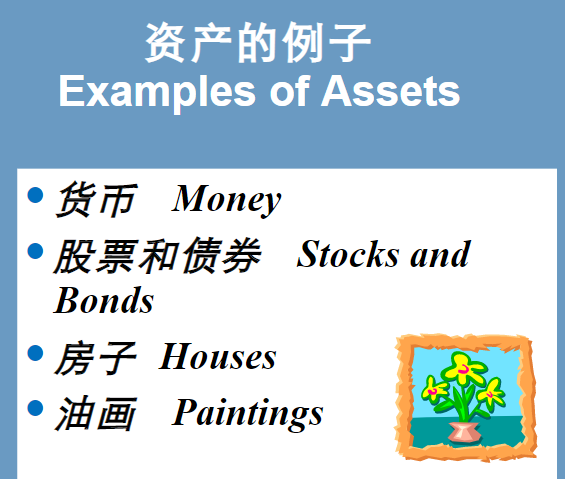 资产的例子
Examples of Assets
货币 Money
股票和债券 Stocks and
Bonds
房子 Houses
油画 Paintings